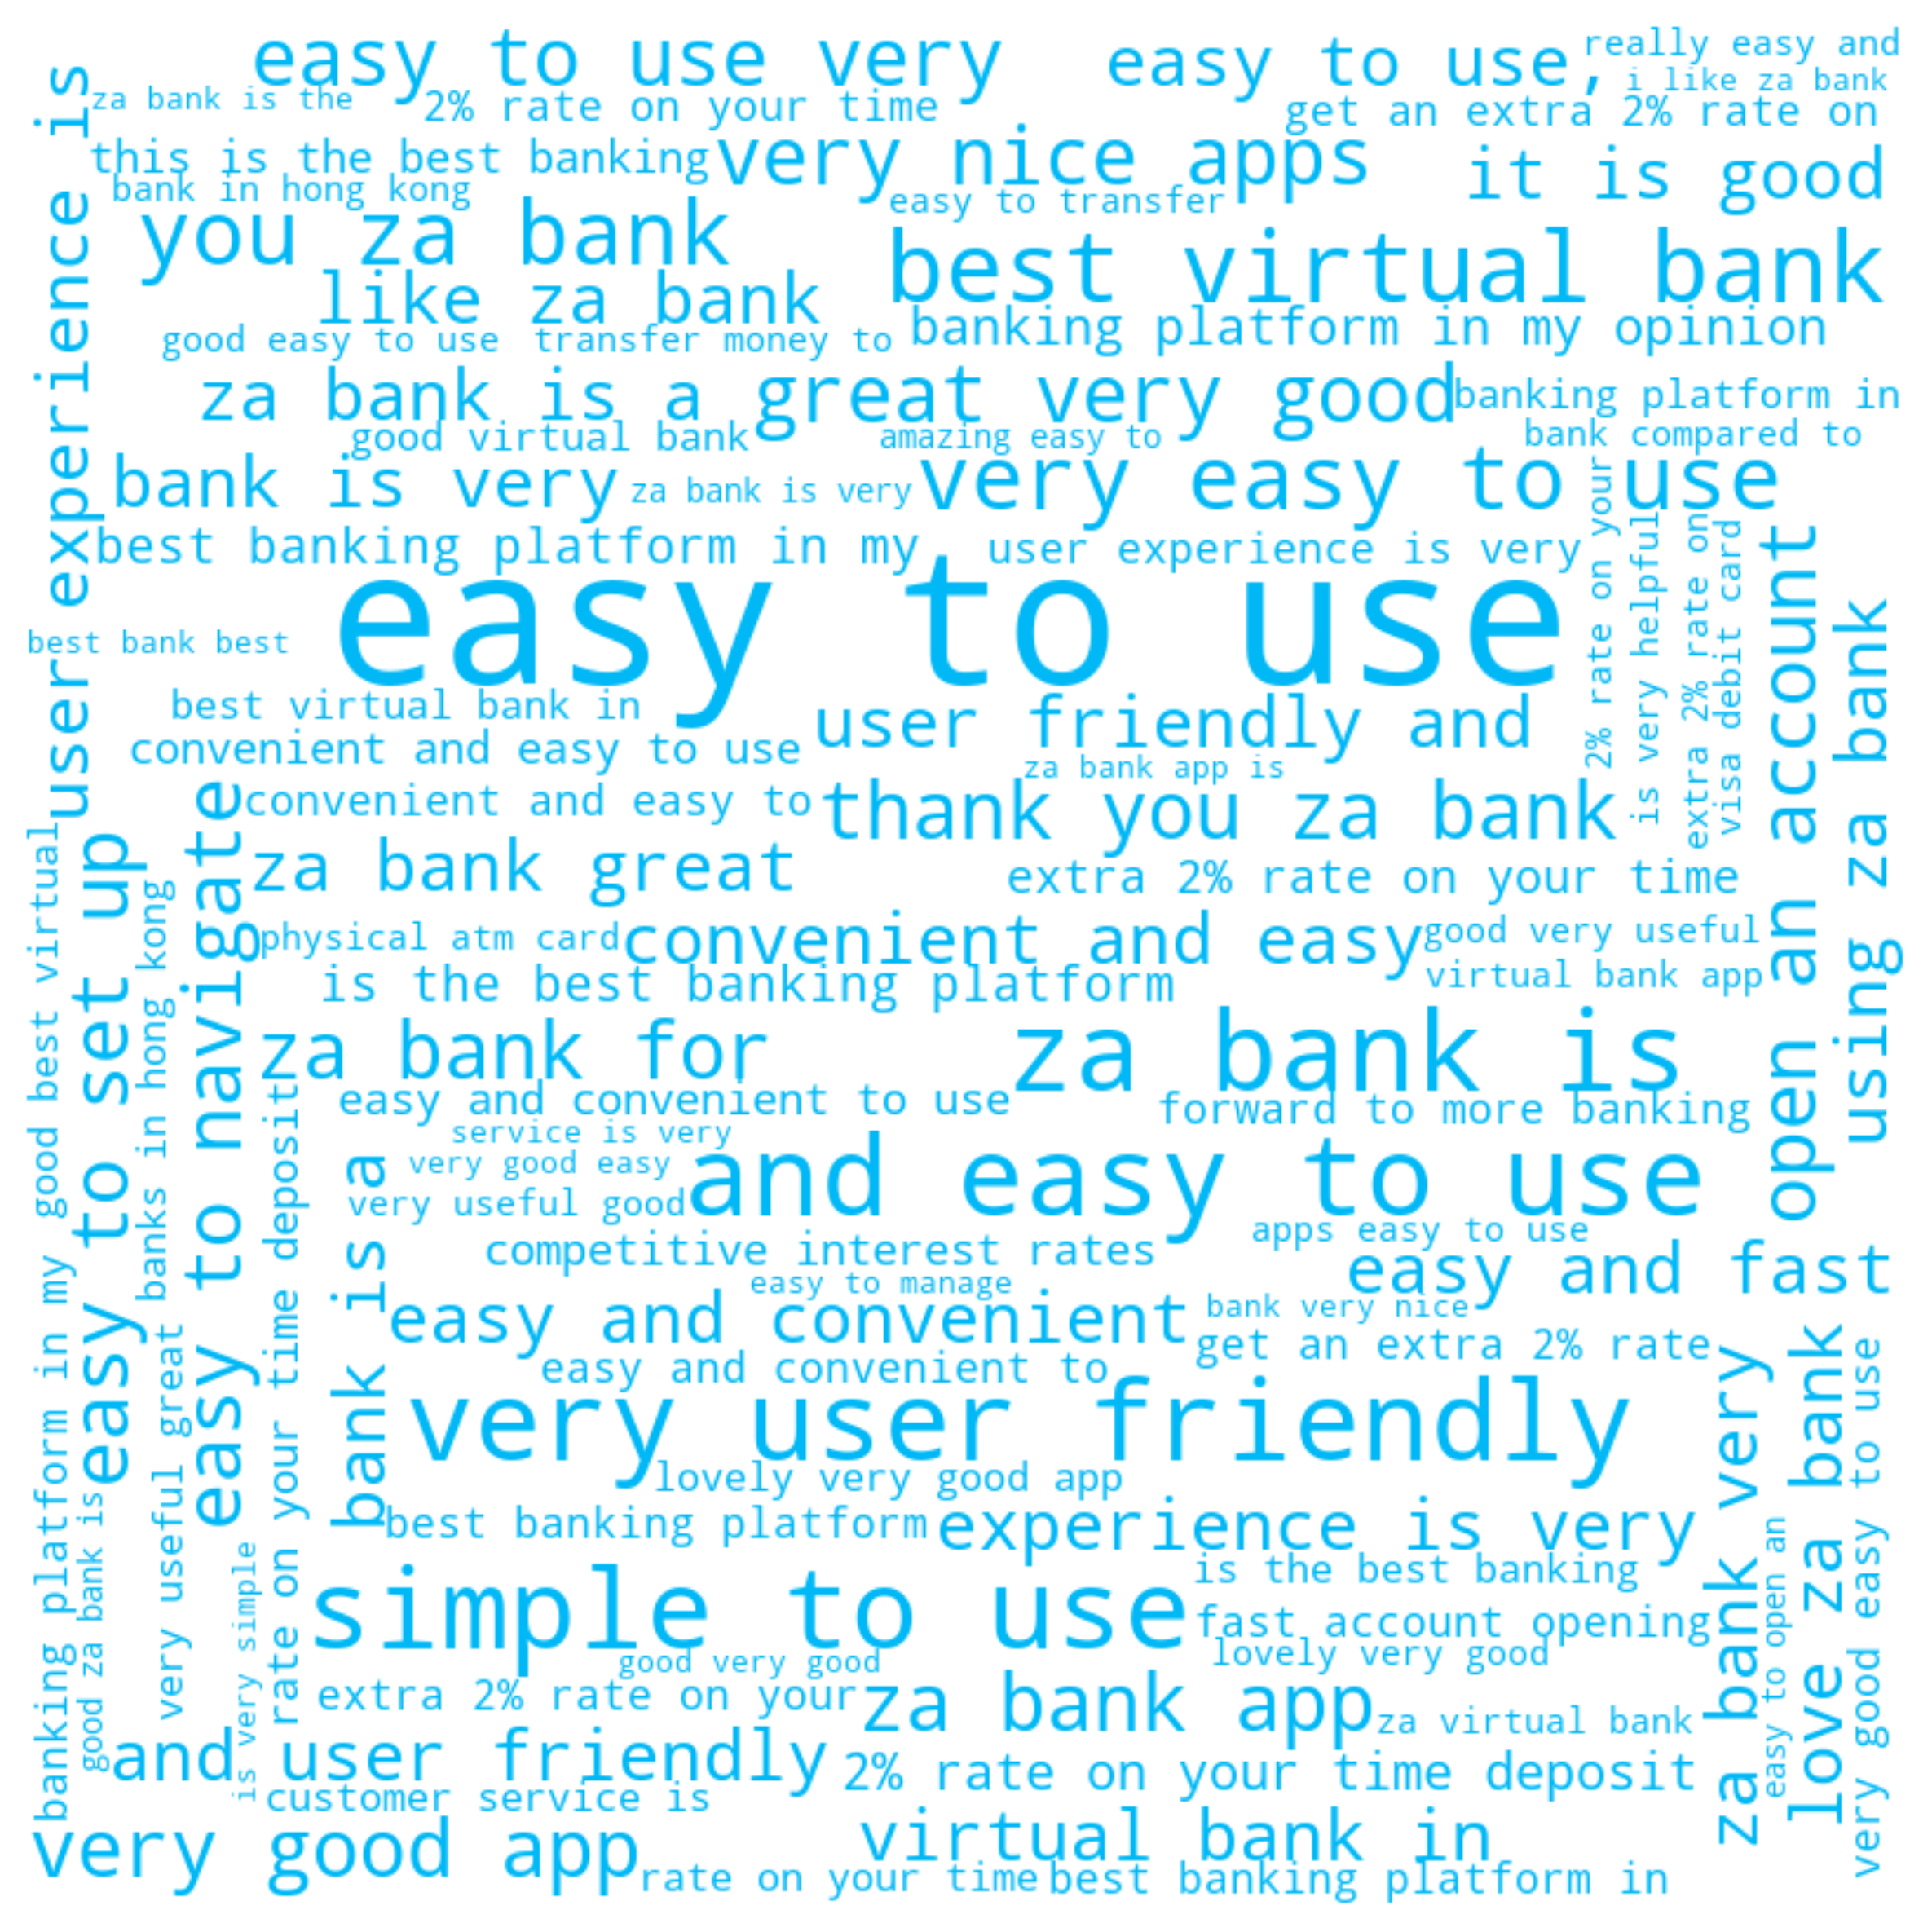 easy to use very
easy to use,
really easy and
i like za bank
za bank is the
2% rate on your time
get an extra 2% rate on
this is the best banking
very nice apps
it is good
bank in hong kong
easy to transfer
you za bank
best virtual bank
like za bank
good easy to use
transfer money to
banking platform in my opinion
za bank is a
great very good
banking platform in
good virtual bank
amazing easy to
bank compared to
bank is very
za bank is very
very easy to use
best banking platform in my
user experience is very
easy to use
best bank best
user experience is
2% rate on your
is very helpful
extra 2% rate on
visa debit card
open an account
using za bank
best virtual bank in
user friendly and
convenient and easy to use
za bank app is
convenient and easy to
thank you za bank
za bank great
extra 2% rate on your time
physical atm card
convenient and easy
good very useful
is the best banking platform
virtual bank app
good best virtual
easy to set up
banks in hong kong
easy to navigate
za bank for
za bank is
easy and convenient to use
forward to more banking
service is very
very good easy
and easy to use
very useful good
apps easy to use
competitive interest rates
easy and fast
easy to manage
easy and convenient
bank very nice
get an extra 2% rate
easy and convenient to
very user friendly
lovely very good app
bank is a
rate on your time deposit
best banking platform
experience is very
is the best banking
simple to use
fast account opening
lovely very good
good very good
extra 2% rate on your
za bank app
za virtual bank
banking platform in my
good za bank is
very useful great
is very simple
za bank very
easy to open an
love za bank
very good easy to use
and user friendly
2% rate on your time deposit
customer service is
very good app
virtual bank in
rate on your time
best banking platform in